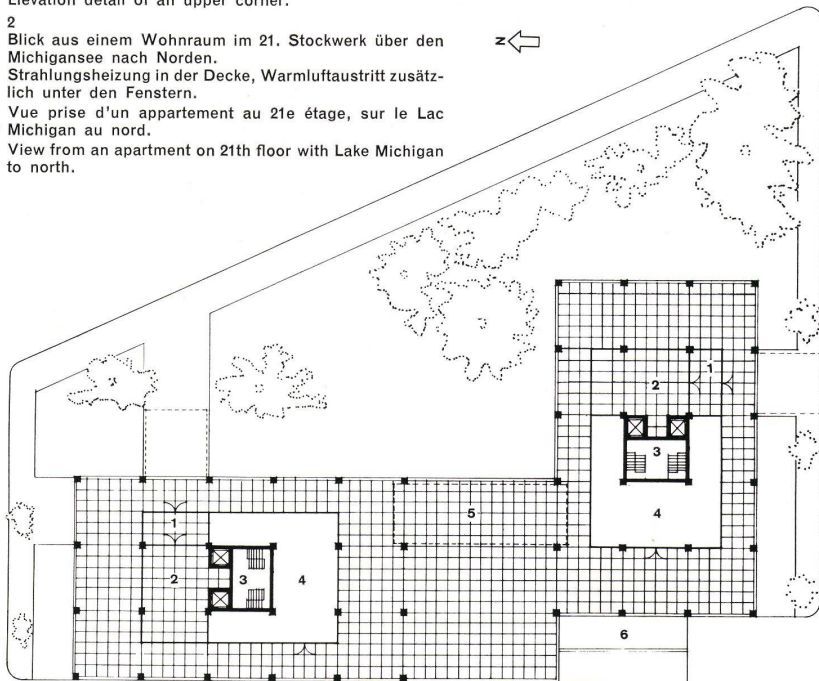 Elevation detail of an upper corner.
2
Blick aus einem Wohnraum im 21. Stockwerk über den
Michigansee nach Norden.
Strahlungsheizung in der Decke, Warmluftaustritt zusätz-
lich unter den Fenstern.
Vue prise d'un appartement au 21e étage, sur le Lac
Michigan au nord.
View from an apartment on 21th floor with Lake Michigan
to north.
N
1
2
3
4
5
1
2
3
4
6